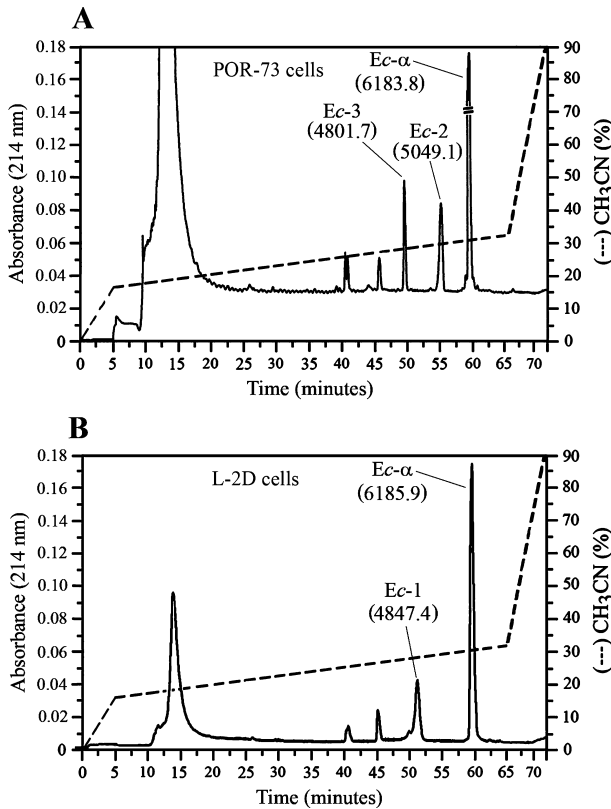 A
POR-73 cells
Ec-α
(6183.8)
Ec-3
(4801.7)
Ec-2
(5049.1)
Absorbance (214 nm)
0.18
0.16
0.14
0.12
0.10
0.08
0.06
0.04
0.02
0
90
80
70
60
50
40
30
20
10
0
(---) CH3CN (%)
0 5 10 15 20 25 30 35 40 45 50 55 60 65 70
Time (minutes)
B
L-2D cells
Ec-α
(6185.9)
Ec-1
(4847.4)
Absorbance (214 nm)
0.18
0.16
0.14
0.12
0.10
0.08
0.06
0.04
0.02
0
90
80
70
60
50
40
30
20
10
0
(---) CH3CN (%)
0 5 10 15 20 25 30 35 40 45 50 55 60 65 70
Time (minutes)